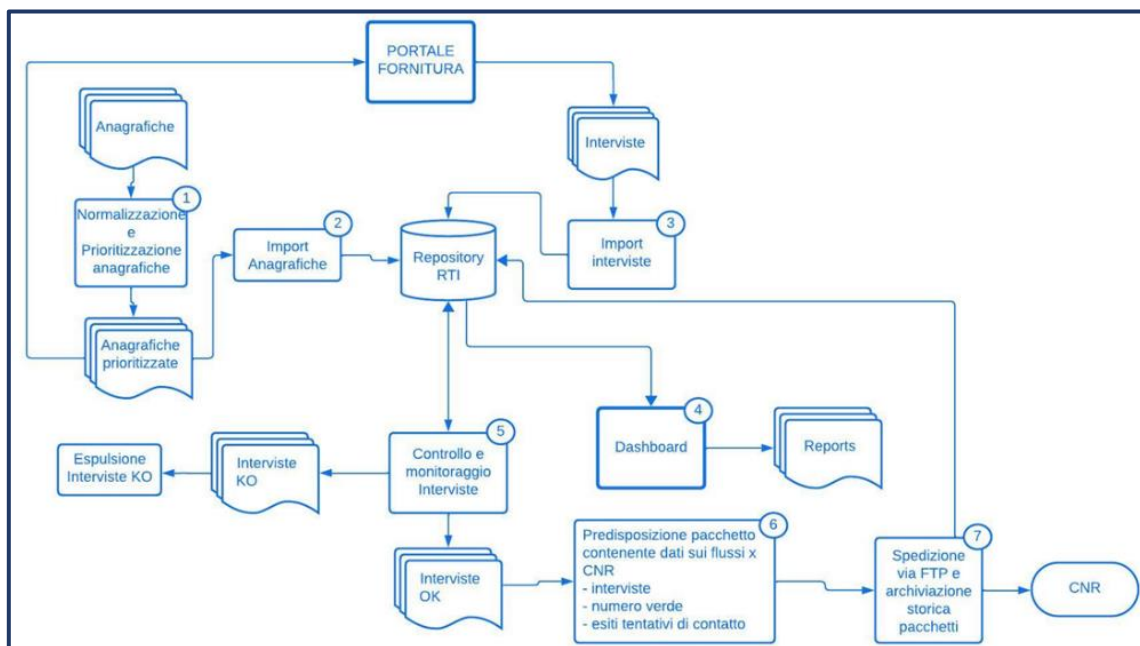 PORTALE
FORNITURA
Anagrafiche
Interviste
1
Normalizzazione
e
Prioritizzazione
anagrafiche
2
Import
Anagrafiche
Repository
RTI
3
Import
interviste
Anagrafiche
prioritizzate
4
Dashboard
Reports
5
Controllo e
monitoraggio
Interviste
Interviste
KO
Espulsione
Interviste KO
Interviste
OK
6
Predisposizione pacchetto
contenente dati sui flussi x
CNR
- interviste
- numero verde
- esiti tentativi di contatto
7
Spedizione
via FTP e
archiviazione
storica
pacchetti
CNR